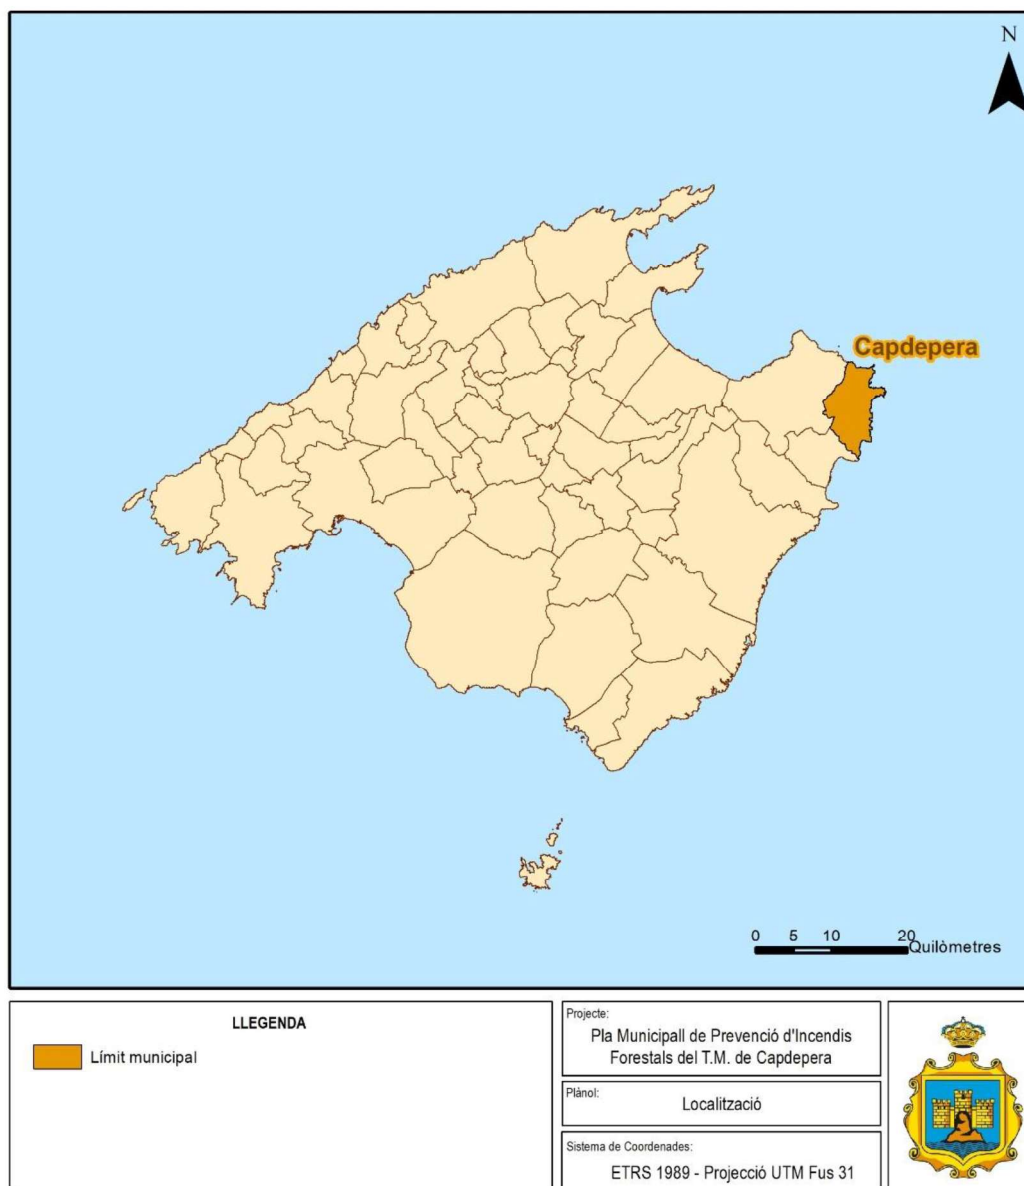 N
Capdepera
0 5 10 20
Quilòmetres
LLEGENDA
Límit municipal
Projecte:
Pla Municipall de Prevenció d'Incendis
Forestals del T.M. de Capdepera
Plànol:
Localització
Sistema de Coordenades:
ETRS 1989 - Projecció UTM Fus 31